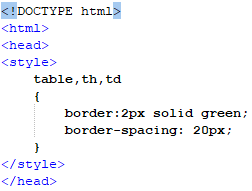 <!DOCTYPE html>
<html>
<head>
<style>
table,th,td
{
border:2px solid green;
border-spacing: 20px;
}
</style>
</head>